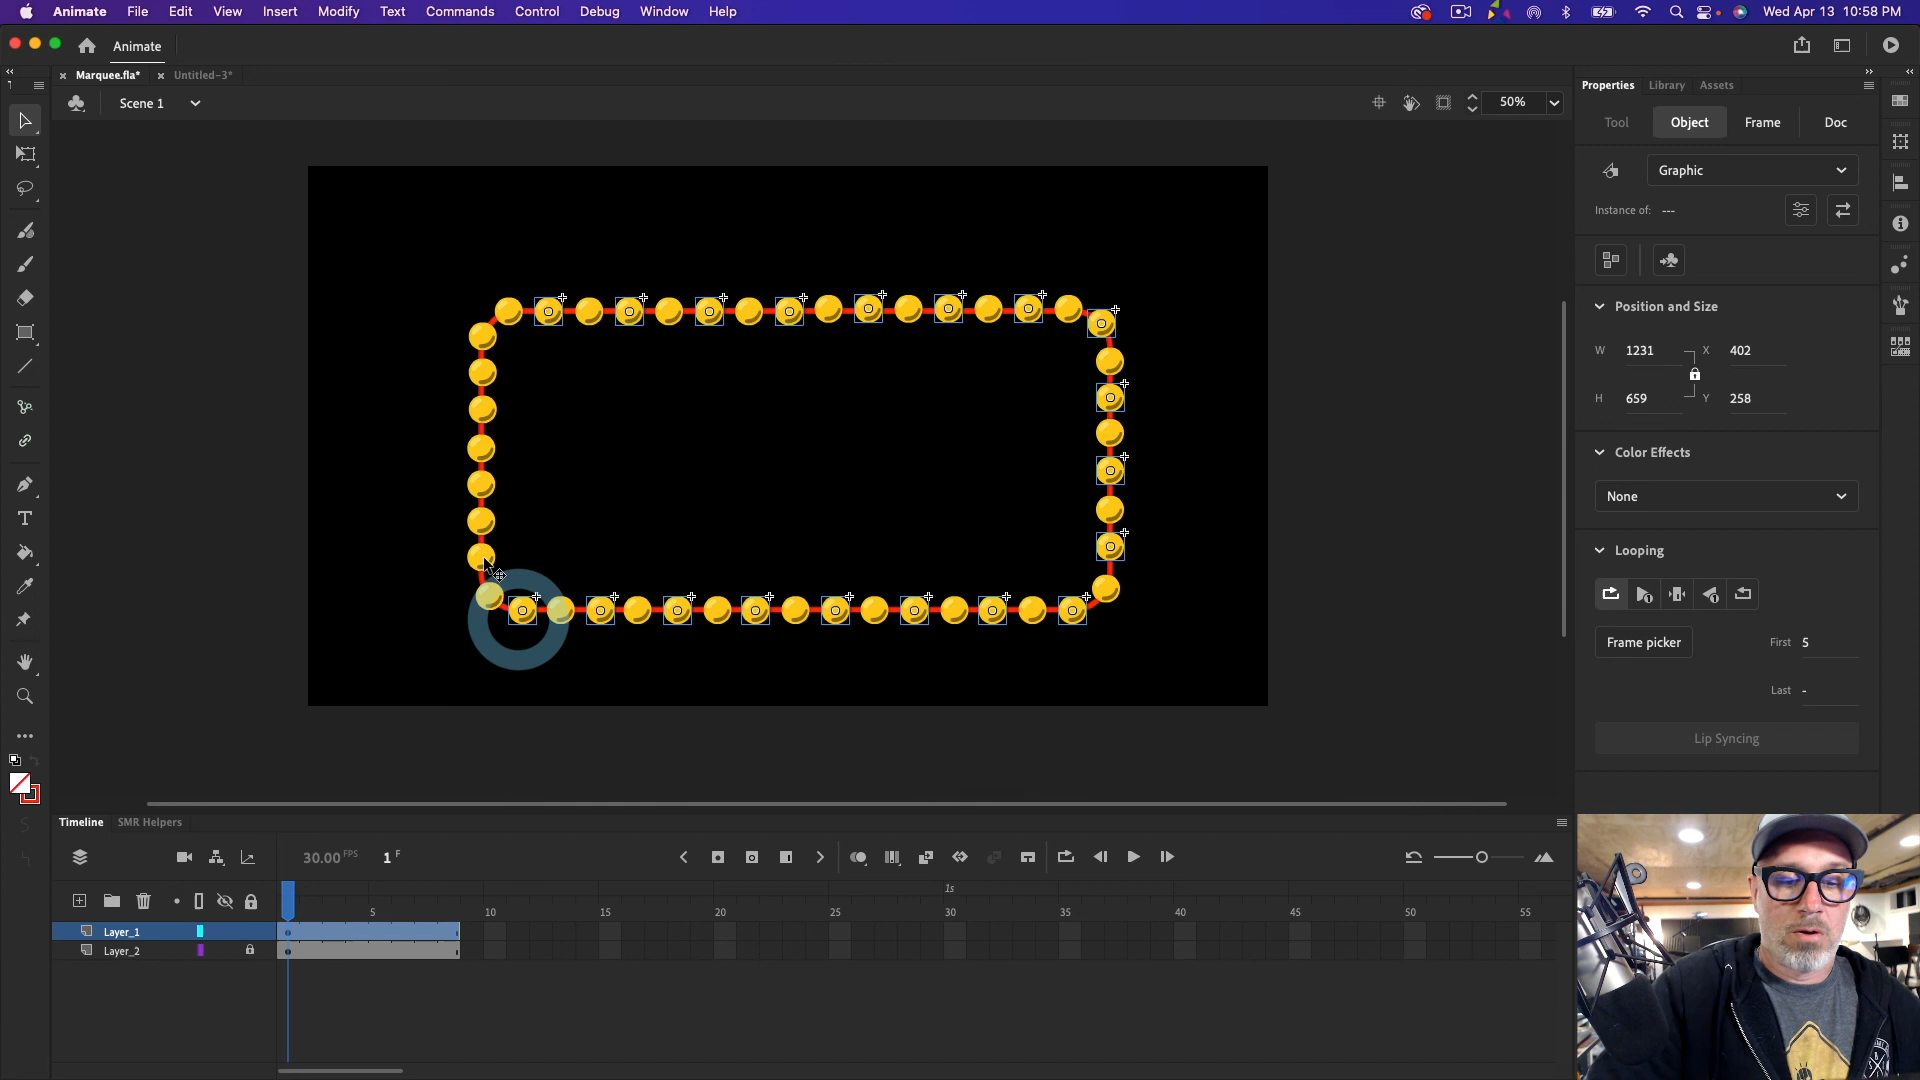 Animate File Edit View Insert Modify Text Commands Control Debug Window Help Wed Apr 13 10:58 PM
Animate
Marquee.fla* Untitled-3*
Properties Library Assets
Scene 1 50%
Tool Object Frame Doc
Graphic
Instance of: ---
Position and Size
W 1231 X 402
H 659 Y 258
Color Effects
None
Looping
Frame picker First 5
Last -
Lip Syncing
Timeline SMR Helpers
30.00 FPS 1 F
1s
5 10 15 20 25 30 35 40 45 50 55
Layer_1
Layer_2